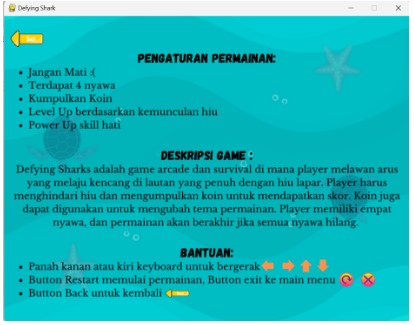 Defying Shark
PENGATURAN PERMAINAN:
• Jangan Mati :(
• Terdapat 4 nyawa
• Kumpulkan Koin
• Level Up berdasarkan kemunculan hiu
• Power Up skill hati
DESKRIPSI GAME :
Defying Sharks adalah game arcade dan survival di mana player melawan arus
yang melaju kencang di lautan yang penuh dengan hiu lapar. Player harus
menghindari hiu dan mengumpulkan koin untuk mendapatkan skor. Koin juga
dapat digunakan untuk mengubah tema permainan. Player memiliki empat
nyawa, dan permainan akan berakhir jika semua nyawa hilang.
BANTUAN:
• Panah kanan atau kiri keyboard untuk bergerak
• Button Restart memulai permainan, Button exit ke main menu
• Button Back untuk kembali